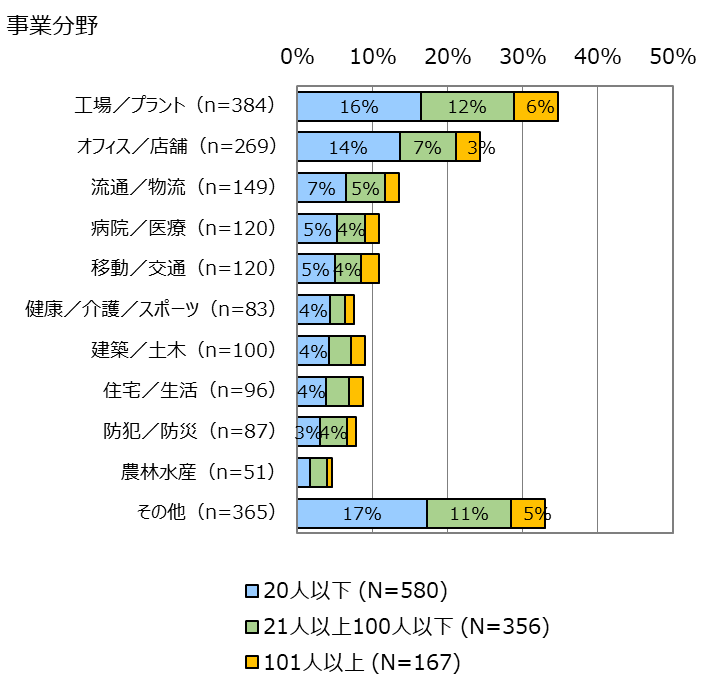 事業分野
0% 10% 20% 30% 40% 50%
工場／プラント（n=384） 16% 12% 6%
オフィス／店舗（n=269） 14% 7% 3%
流通／物流（n=149） 7% 5%
病院／医療（n=120） 5% 4%
移動／交通（n=120） 5% 4%
健康／介護／スポーツ（n=83） 4%
建築／土木（n=100） 4%
住宅／生活（n=96） 4%
防犯／防災（n=87） 3% 4%
農林水産（n=51）
その他（n=365） 17% 11% 5%
20人以下 (N=580)
21人以上100人以下 (N=356)
101人以上 (N=167)